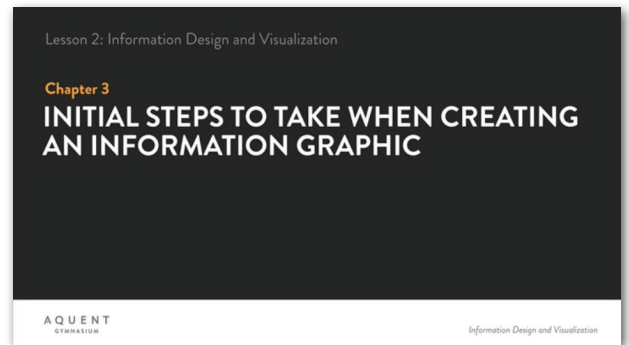 Lesson 2: Information Design and Visualization
Chapter 3
INITIAL STEPS TO TAKE WHEN CREATING
AN INFORMATION GRAPHIC
AQUENT
GYMNASIUM
Information Design and Visualization